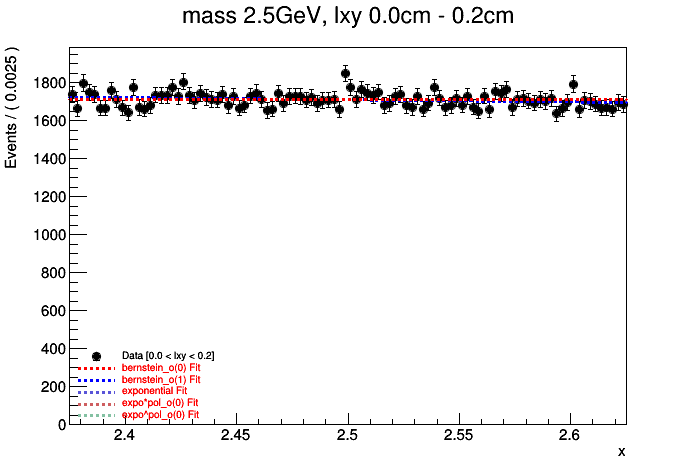 mass 2.5GeV, lxy 0.0cm - 0.2cm
Events / ( 0.0025 )
1800
1600
1400
1200
1000
800
600
400
200
0
Data [0.0 < lxy < 0.2]
bernstein_o(0) Fit
bernstein_o(1) Fit
exponential Fit
expo*pol_o(0) Fit
expo^pol_o(0) Fit
2.4 2.45 2.5 2.55 2.6
x